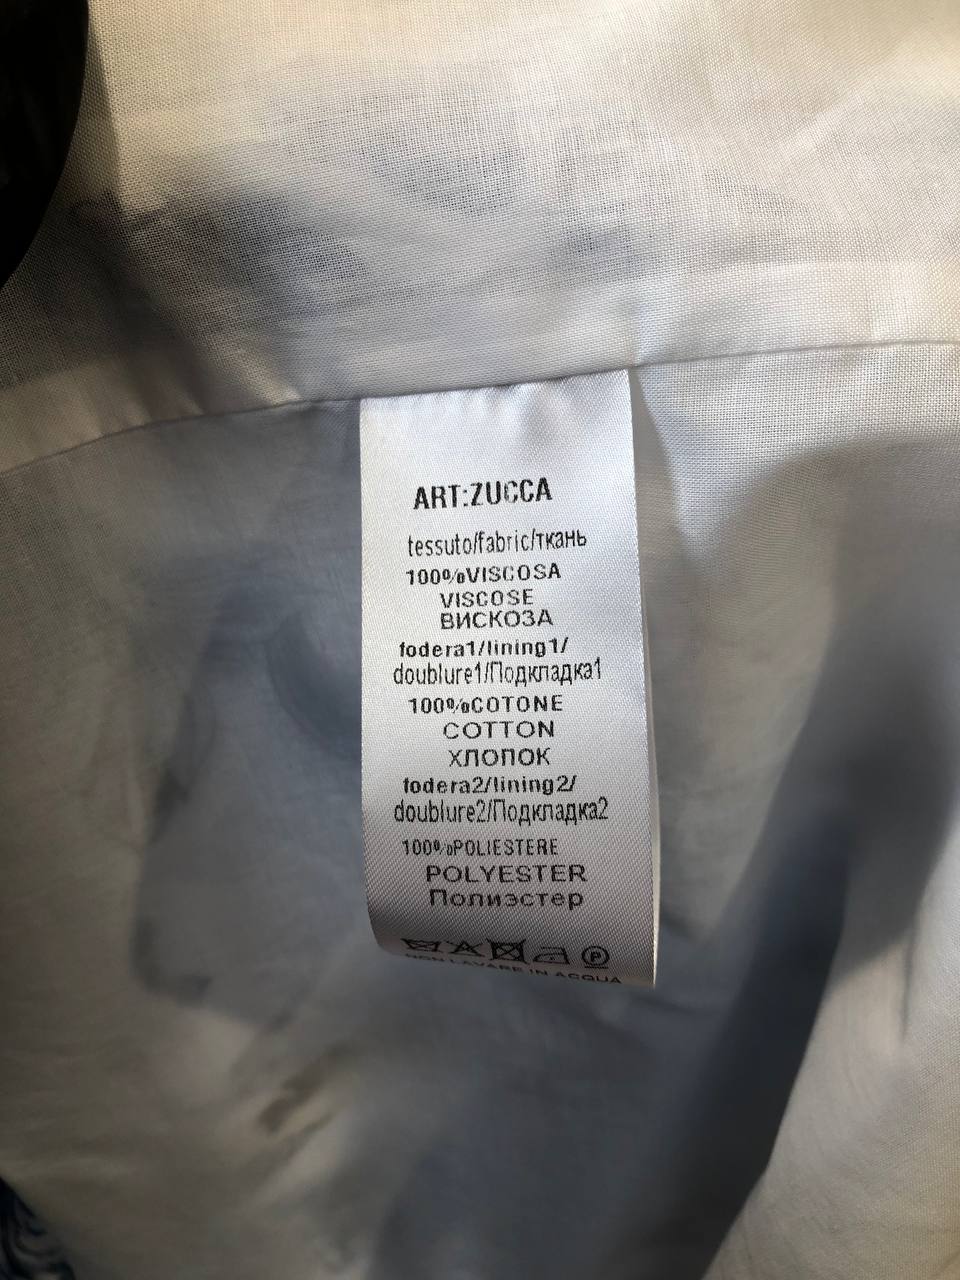 ART:ZUCCA
tessuto/fabric/ткань
100%VISCOSA
VISCOSE
ВИСКОЗА
fodera1/lining1/
doublure1/Подкладка1
100%COTONE
COTTON
ХЛОПОК
fodera2/lining2/
doublure2/Подкладка2
100%POLIESTERE
POLYESTER
Полиэстер
P
NON LAVARE IN ACQUA